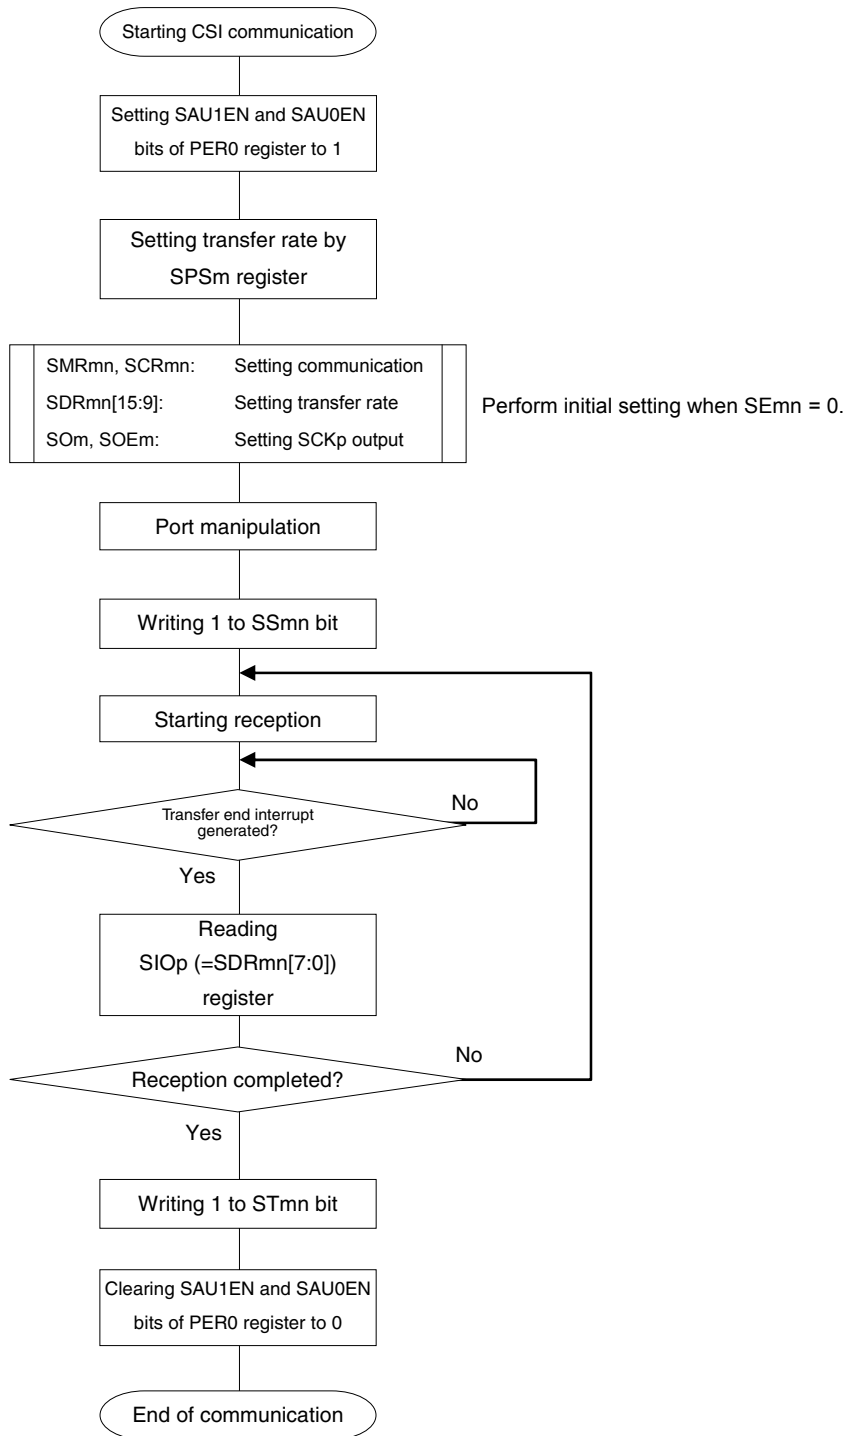 Starting CSI communication
Setting SAU1EN and SAU0EN
bits of PER0 register to 1
Setting transfer rate by
SPSm register
SMRmn, SCRmn: Setting communication
SDRmn[15:9]: Setting transfer rate
SOm, SOEm: Setting SCKp output
Perform initial setting when SEmn = 0.
Port manipulation
Writing 1 to SSmn bit
Starting reception
Transfer end interrupt
generated?
No
Yes
Reading
SIOp (=SDRmn[7:0])
register
Reception completed?
No
Yes
Writing 1 to STmn bit
Clearing SAU1EN and SAU0EN
bits of PER0 register to 0
End of communication